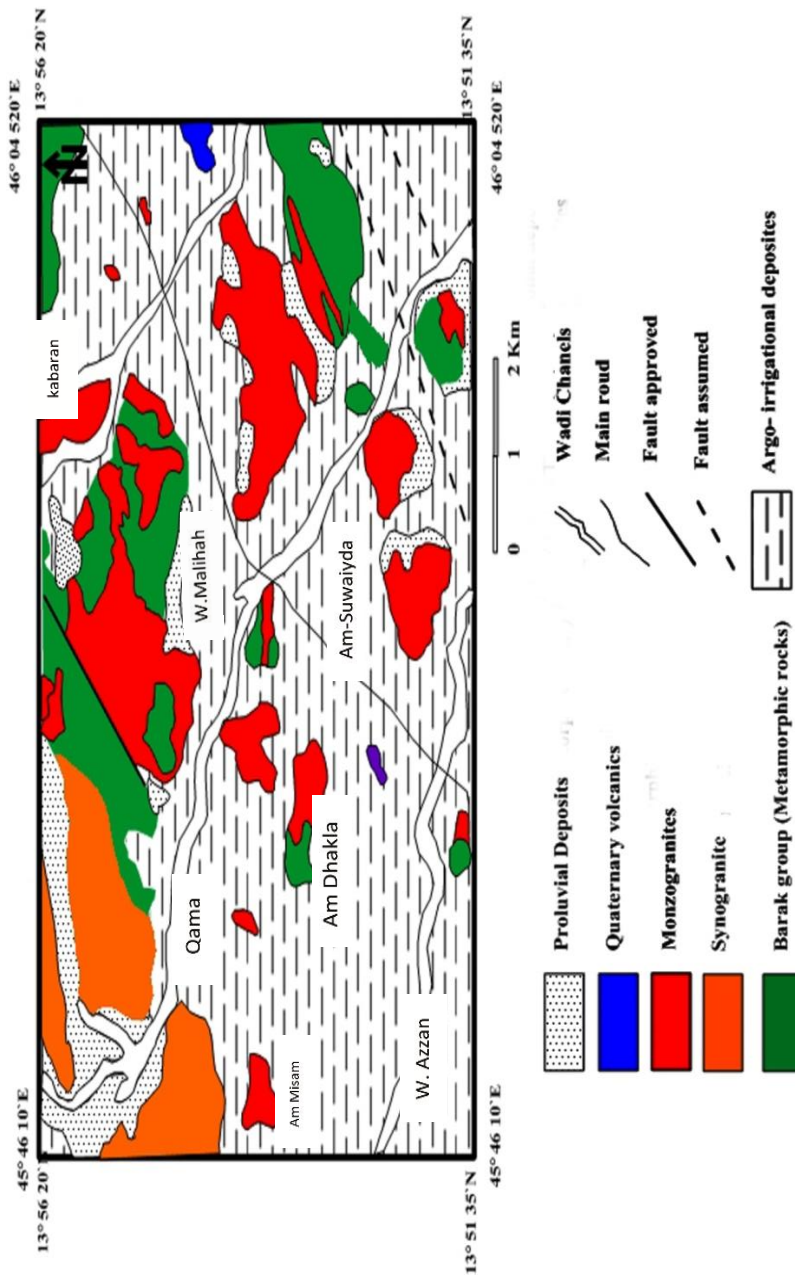 46° 04 520`E
13° 56 20`N
N
13° 51 35`N
46° 04 520`E
kabaran
W.Malihah
Am-Suwaiyda
Qama
Am Dhakla
Am Misam
W. Azzan
45° 46 10`E
13° 56 20`
13° 51 35`N
45° 46 10`E
0 1 2 Km
Wadi Chanels
Main roud
Fault approved
Fault assumed
Argo- irrigational deposites
Proluvial Deposits
Quaternary volcanics
Monzogranites
Synogranite
Barak group (Metamorphic rocks)